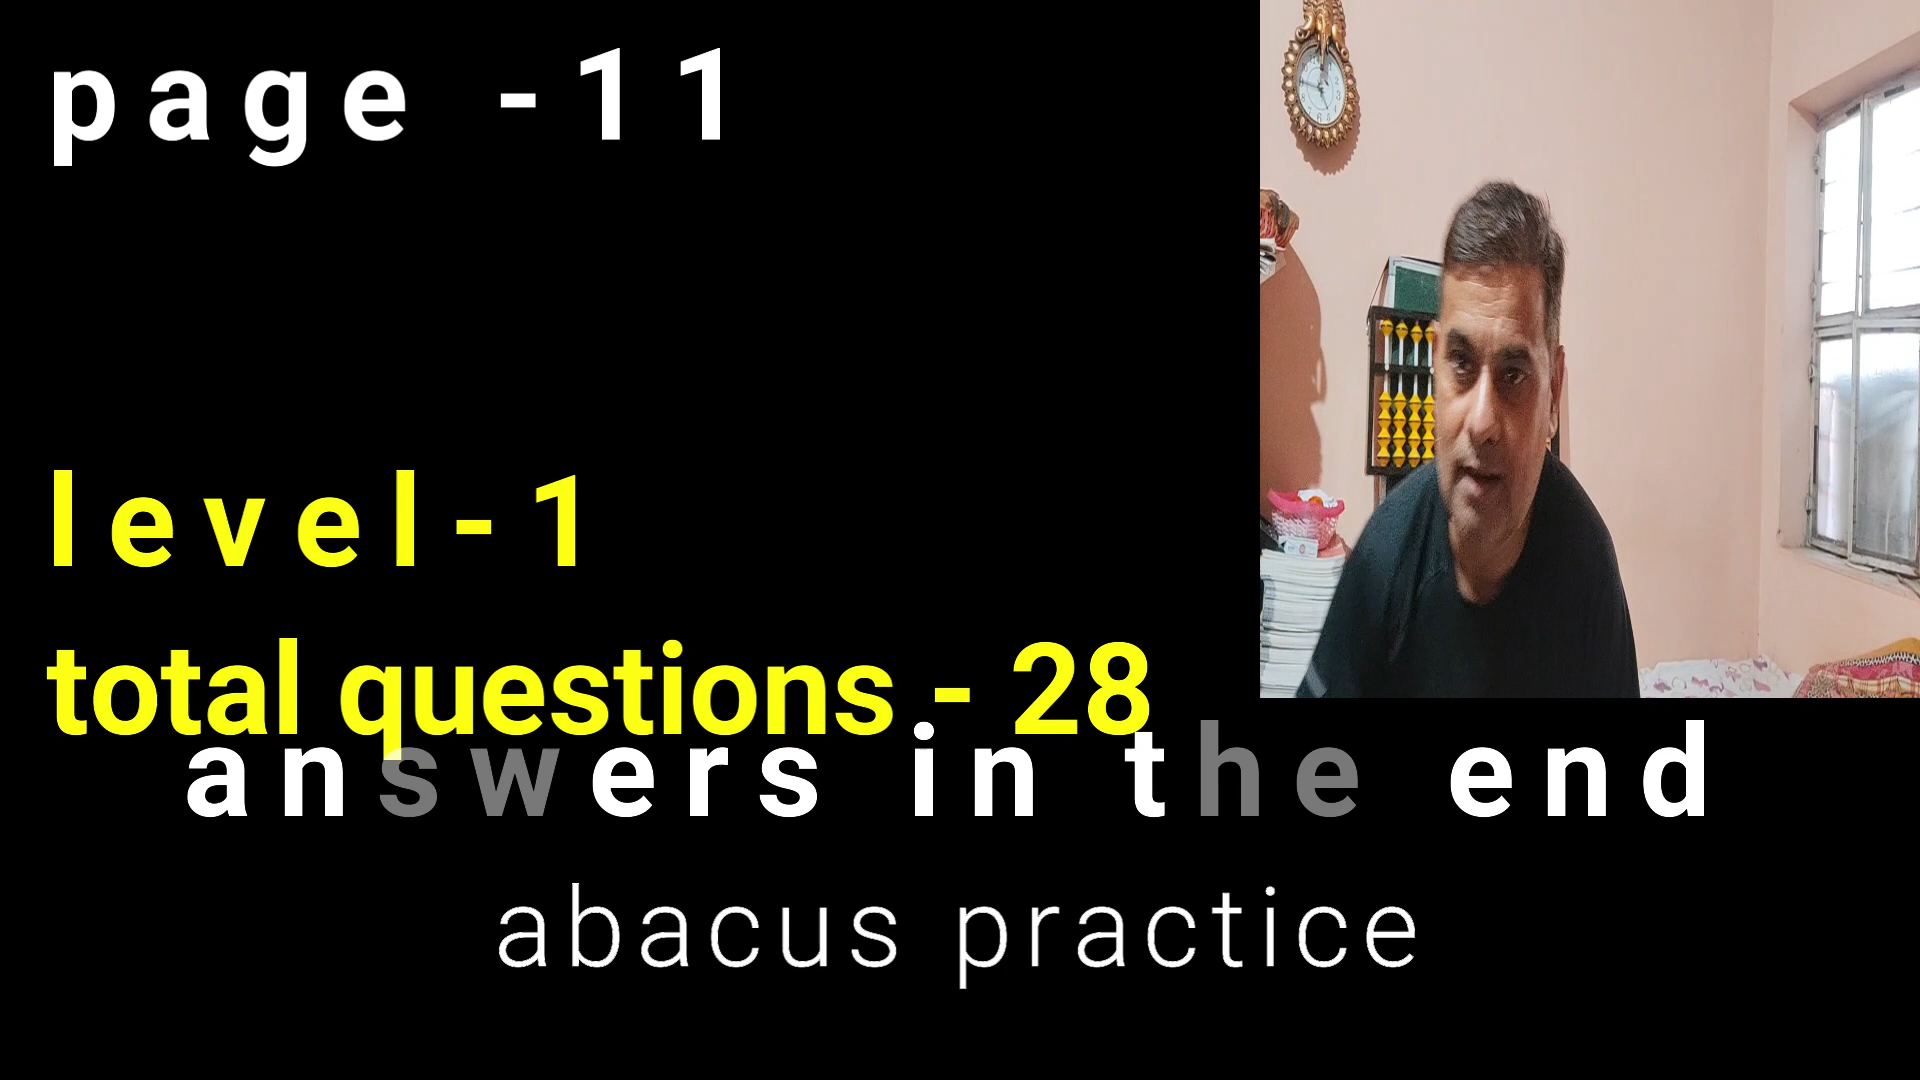 page -11
level-1
total questions - 28
answers in the end
abacus practice